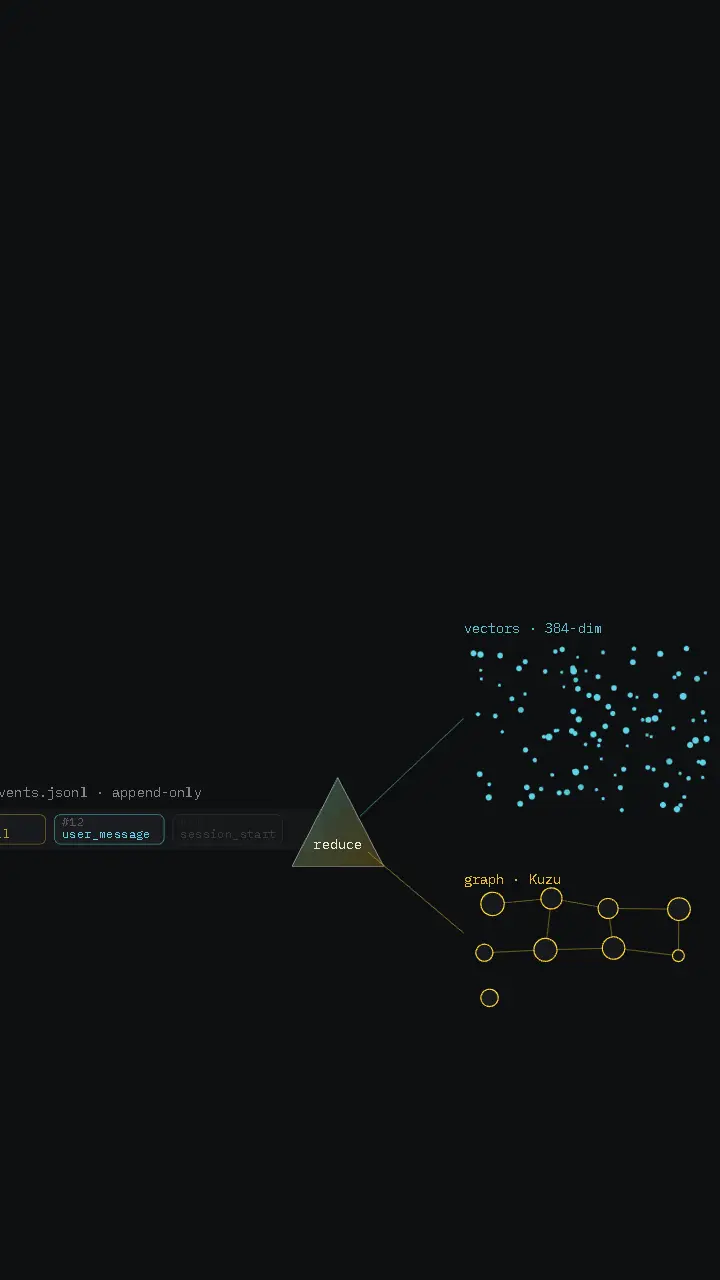 vectors · 384-dim
vents.jsonl · append-only
#12
l
user_message
session_start
reduce
graph · Kuzu